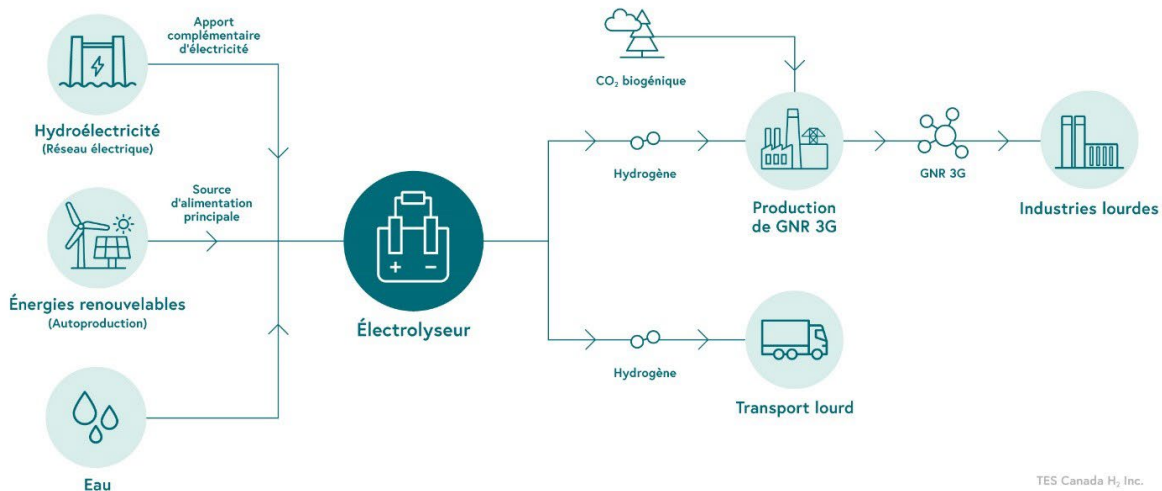 Apport
complémentaire
d'électricité
Hydroélectricité
(Réseau électrique)
Source
d'alimentation
principale
Énergies renouvelables
(Autoproduction)
Eau
+ −
Électrolyseur
CO₂ biogénique
Hydrogène
Production
de GNR 3G
GNR 3G
Industries lourdes
Hydrogène
Transport lourd
TES Canada H₂ Inc.